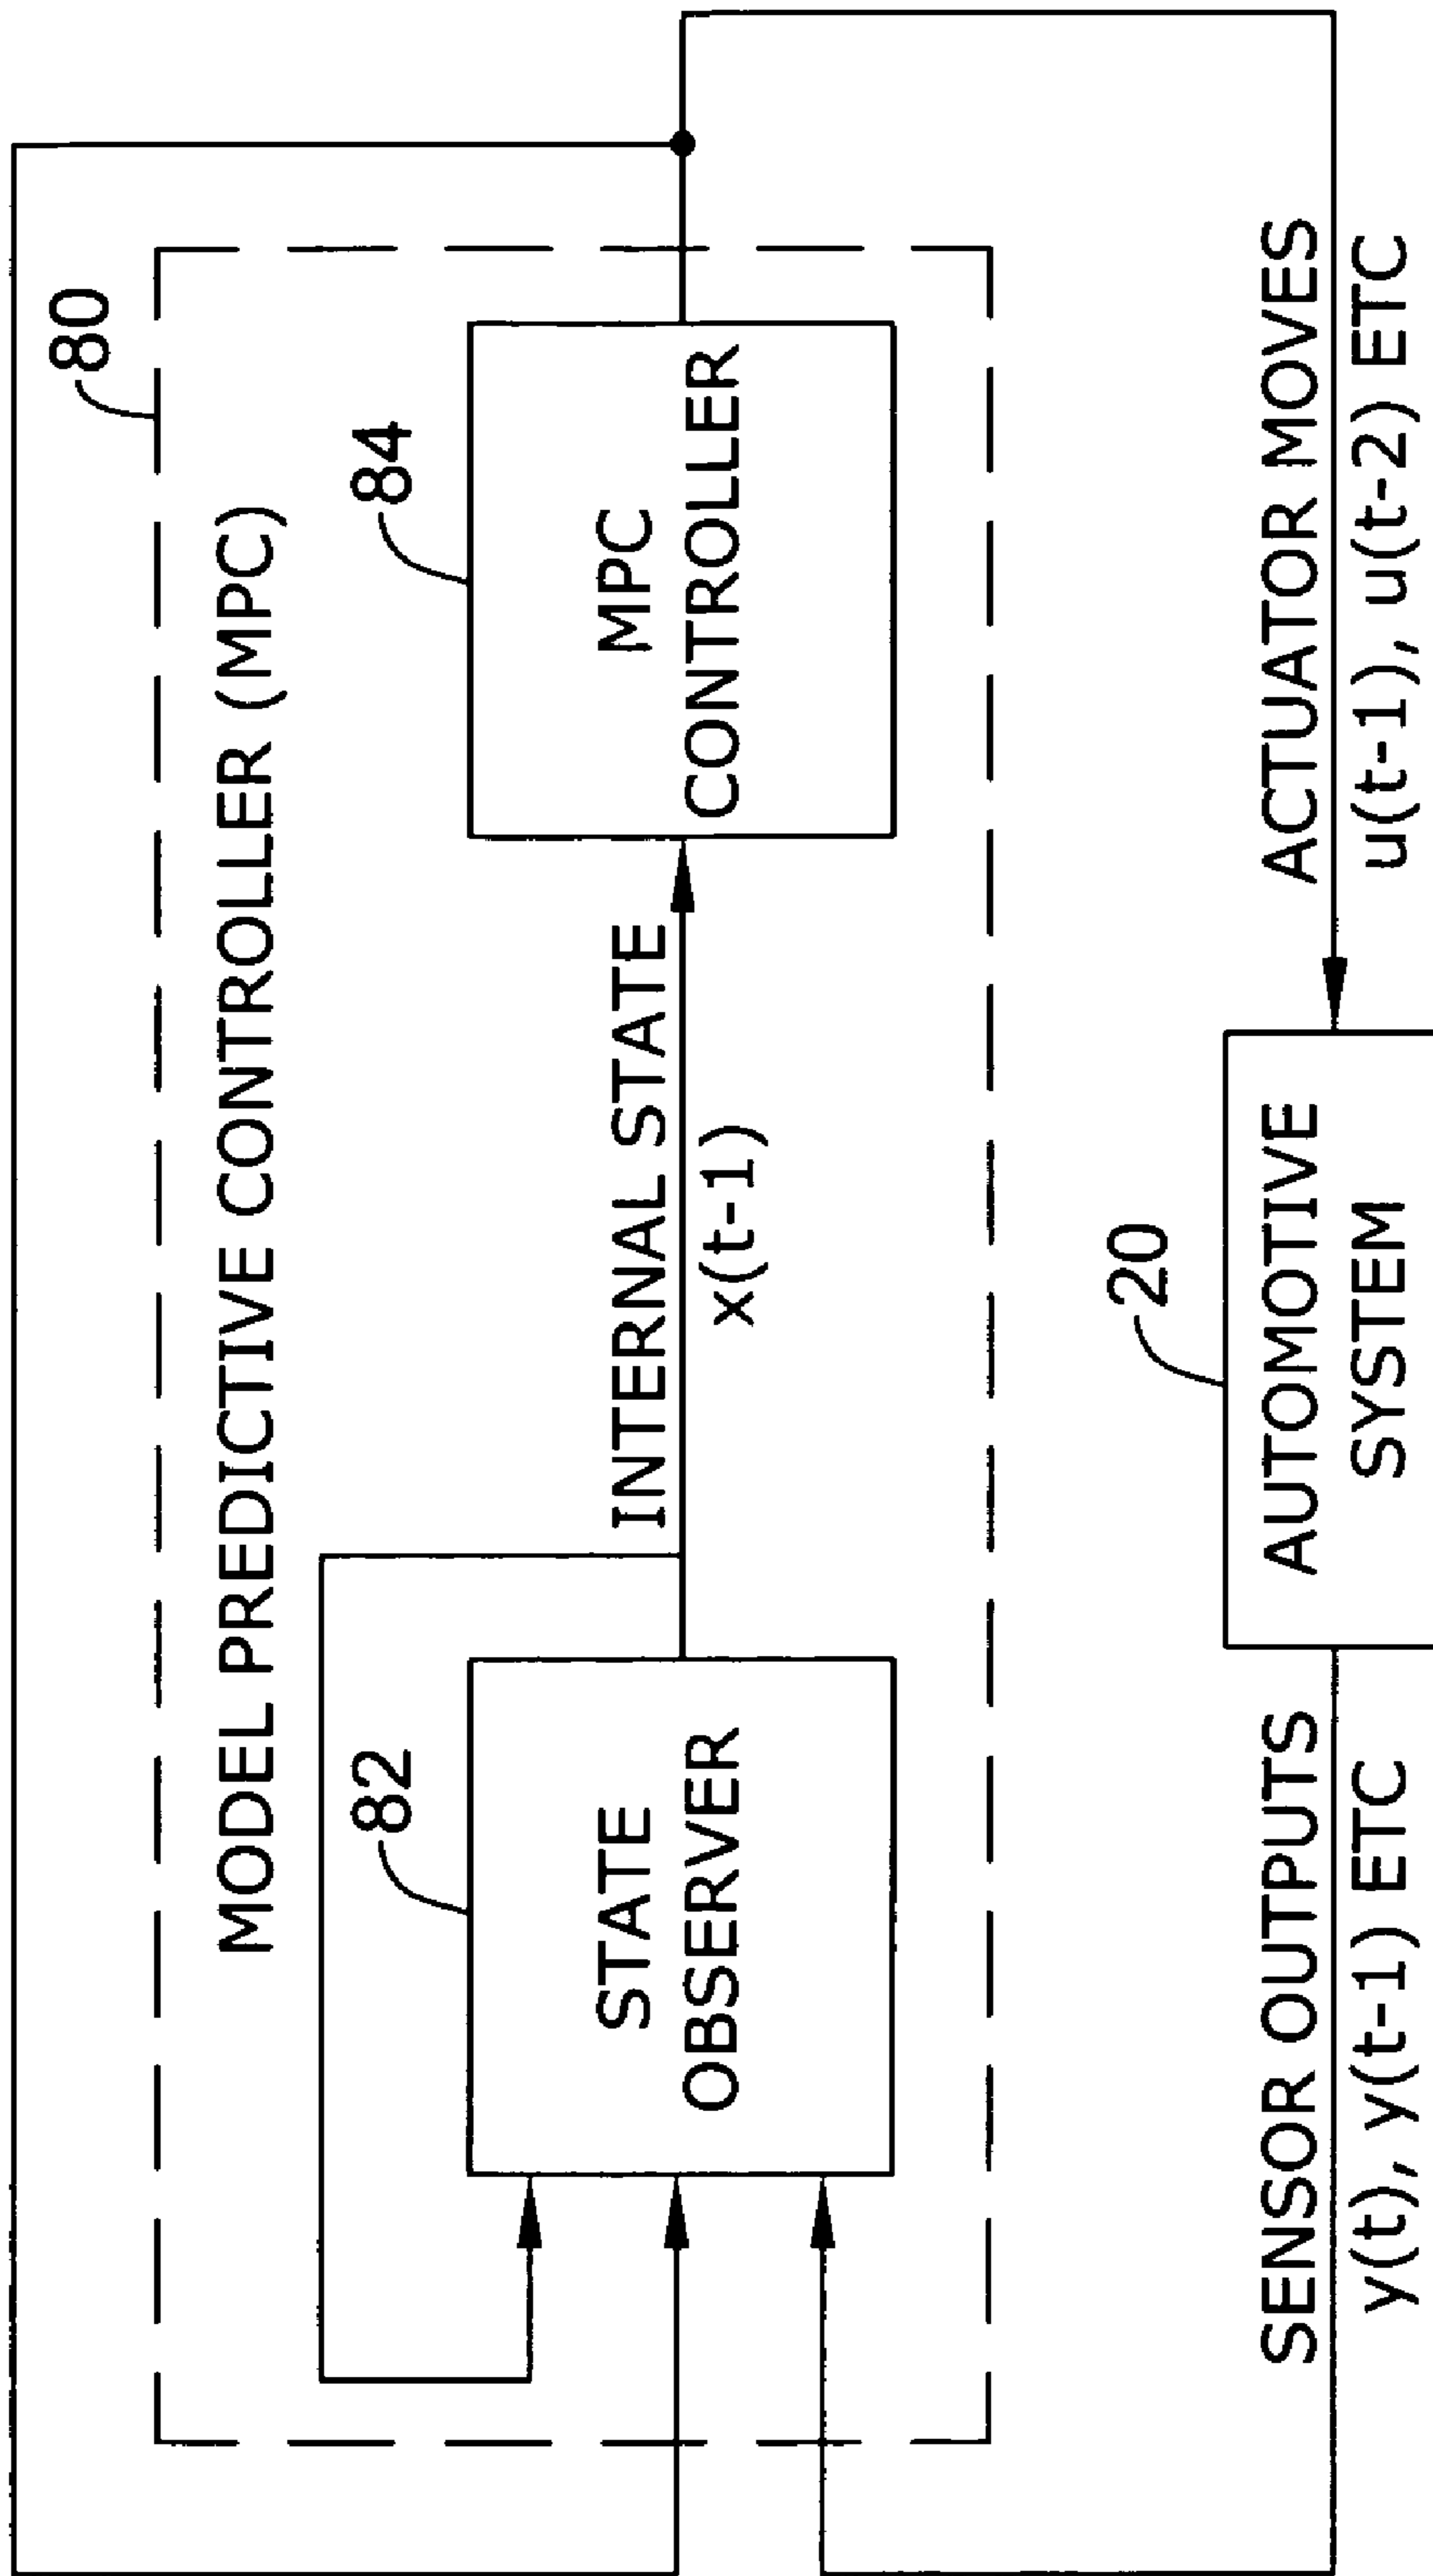 80
MODEL PREDICTIVE CONTROLLER (MPC)
82
84
STATE
OBSERVER
INTERNAL STATE
x(t-1)
MPC
CONTROLLER
20
SENSOR OUTPUTS
y(t), y(t-1) ETC
AUTOMOTIVE
SYSTEM
ACTUATOR MOVES
u(t-1), u(t-2) ETC